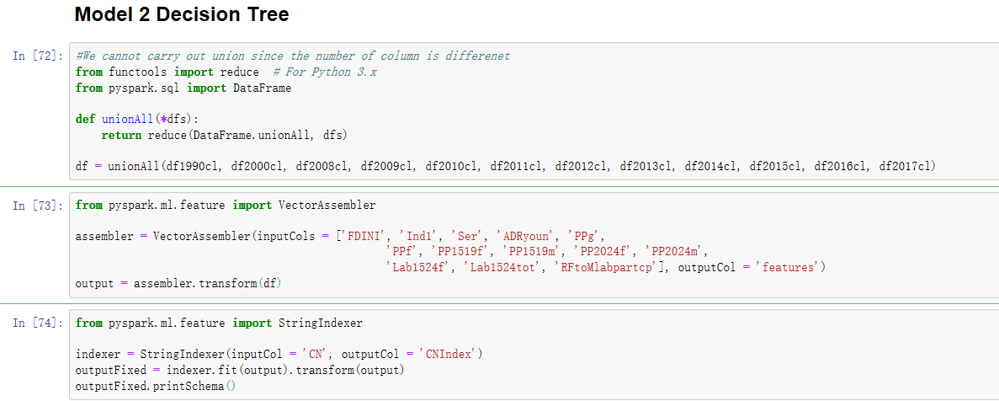 Model 2 Decision Tree
In [72]:
#We cannot carry out union since the number of column is differenet
from functools import reduce  # For Python 3.x
from pyspark.sql import DataFrame
def unionAll(*dfs):
    return reduce(DataFrame.unionAll, dfs)
df = unionAll(df1990cl, df2000cl, df2008cl, df2009cl, df2010cl, df2011cl, df2012cl, df2013cl, df2014cl, df2015cl, df2016cl, df2017cl)
In [73]:
from pyspark.ml.feature import VectorAssembler
assembler = VectorAssembler(inputCols = ['FDINI', 'Ind1', 'Ser', 'ADRyoun', 'PPg',
'PPf', 'PP1519f', 'PP1519m', 'PP2024f', 'PP2024m',
'Lab1524f', 'Lab1524tot', 'RFtoMlabpartcp'], outputCol = 'features')
output = assembler.transform(df)
In [74]:
from pyspark.ml.feature import StringIndexer
indexer = StringIndexer(inputCol = 'CN', outputCol = 'CNIndex')
outputFixed = indexer.fit(output).transform(output)
outputFixed.printSchema()